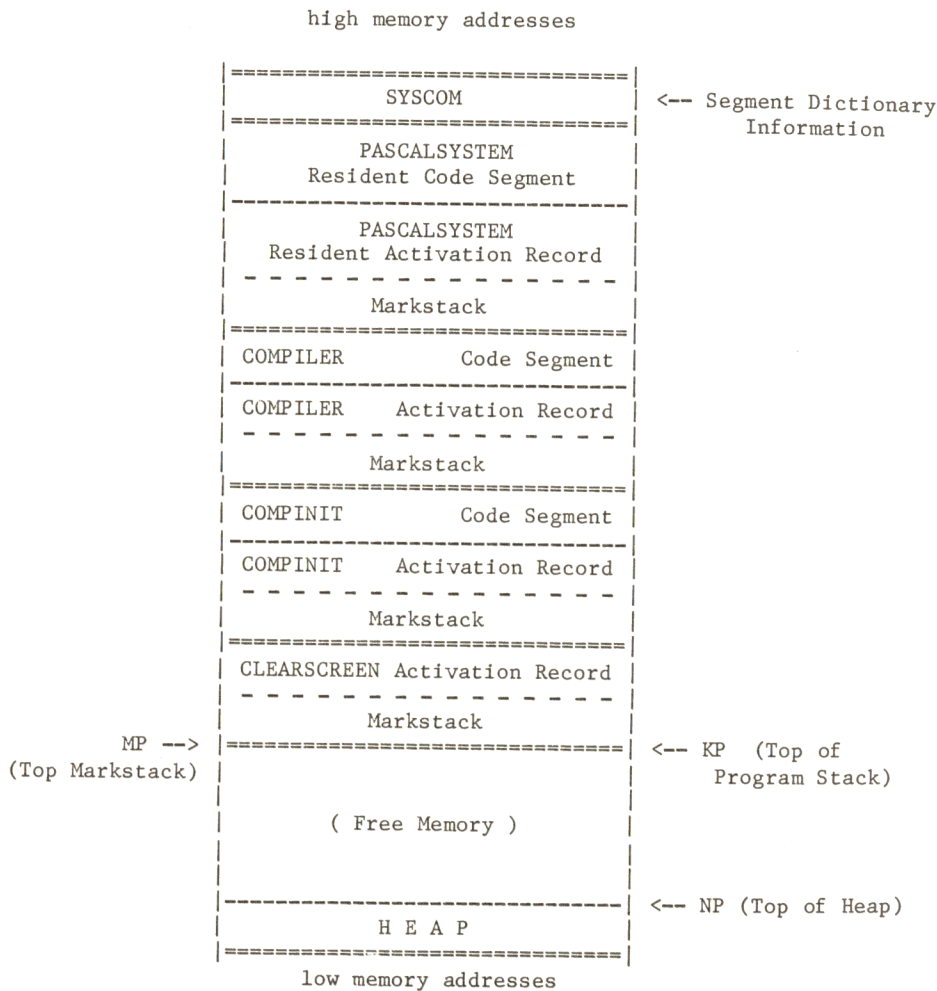 high memory addresses
SYSCOM <-- Segment Dictionary
Information
PASCALSYSTEM
Resident Code Segment
PASCALSYSTEM
Resident Activation Record
Markstack
COMPILER Code Segment
COMPILER Activation Record
Markstack
COMPINIT Code Segment
COMPINIT Activation Record
Markstack
CLEARSCREEN Activation Record
Markstack
MP --> <-- KP (Top of
(Top Markstack) Program Stack)
( Free Memory )
<-- NP (Top of Heap)
H E A P
low memory addresses